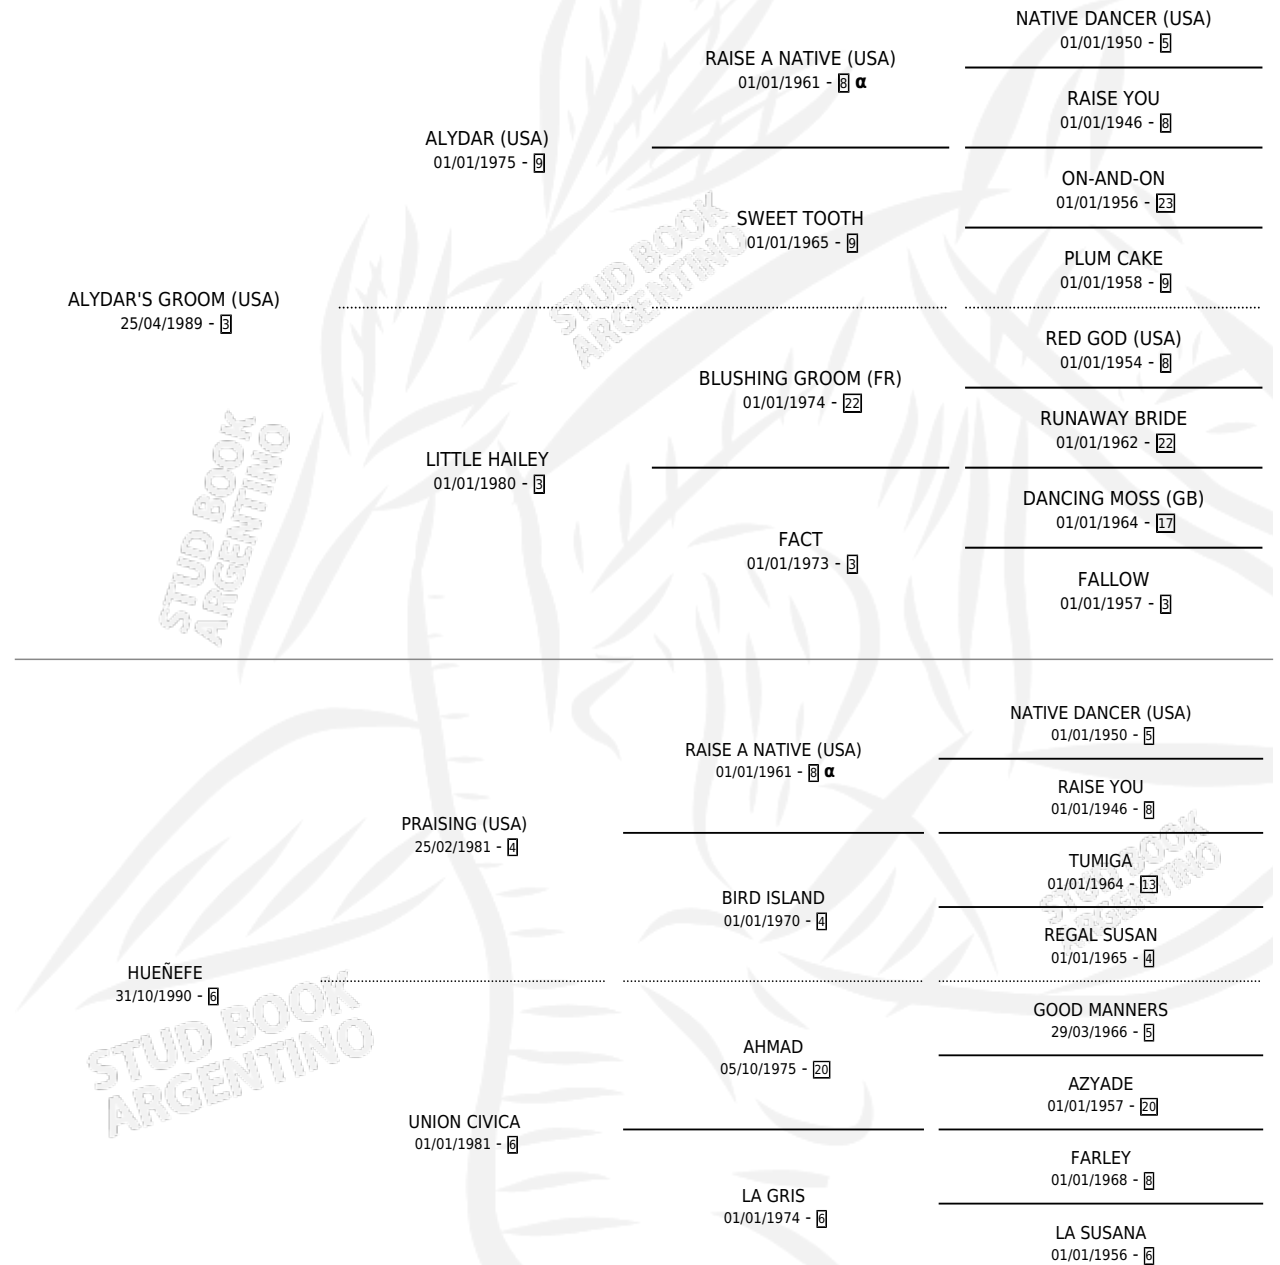 NATIVE DANCER (USA)
01/01/1950 - 5
RAISE A NATIVE (USA)
01/01/1961 - 8 α
RAISE YOU
01/01/1946 - 8
ALYDAR (USA)
01/01/1975 - 9
ON-AND-ON
01/01/1956 - 23
SWEET TOOTH
01/01/1965 - 9
PLUM CAKE
01/01/1958 - 9
ALYDAR'S GROOM (USA)
25/04/1989 - 3
RED GOD (USA)
01/01/1954 - 8
BLUSHING GROOM (FR)
01/01/1974 - 22
RUNAWAY BRIDE
01/01/1962 - 22
LITTLE HAILEY
01/01/1980 - 3
DANCING MOSS (GB)
01/01/1964 - 17
FACT
01/01/1973 - 3
FALLOW
01/01/1957 - 3
STUD BOOK
ARGENTINO
STUD BOOK
ARGENTINO
NATIVE DANCER (USA)
01/01/1950 - 5
RAISE A NATIVE (USA)
01/01/1961 - 8 α
RAISE YOU
01/01/1946 - 8
PRAISING (USA)
25/02/1981 - 4
TUMIGA
01/01/1964 - 13
BIRD ISLAND
01/01/1970 - 4
REGAL SUSAN
01/01/1965 - 4
HUEÑEFE
31/10/1990 - 6
GOOD MANNERS
29/03/1966 - 5
AHMAD
05/10/1975 - 20
AZYADE
01/01/1957 - 20
UNION CIVICA
01/01/1981 - 6
FARLEY
01/01/1968 - 8
LA GRIS
01/01/1974 - 6
LA SUSANA
01/01/1956 - 6
STUD BOOK
ARGENTINO
STUD BOOK
ARGENTINO